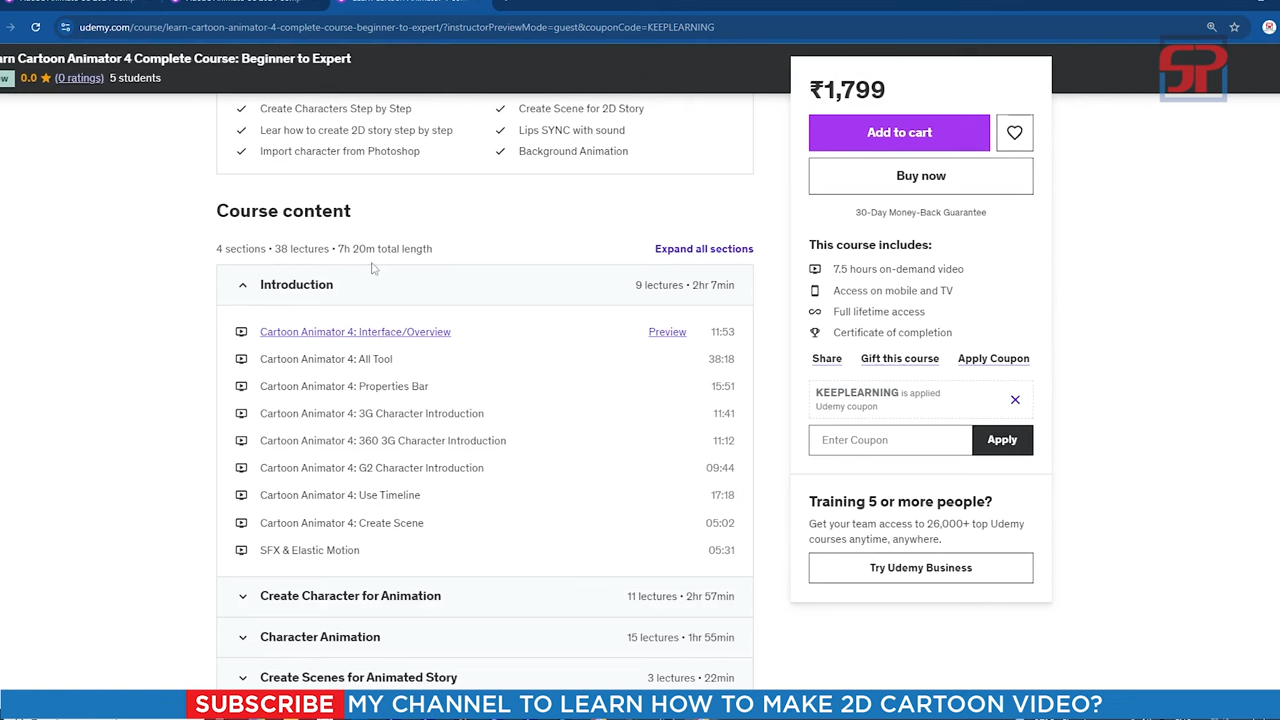 udemy.com/course/learn-cartoon-animator-4-complete-course-beginner-to-expert/?instructorPreviewMode=guest&couponCode=KEEPLEARNING
arn Cartoon Animator 4 Complete Course: Beginner to Expert
0.0 ★ (0 ratings) 5 students
SP
Create Characters Step by Step
Create Scene for 2D Story
Lear how to create 2D story step by step
Lips SYNC with sound
Import character from Photoshop
Background Animation
Course content
4 sections • 38 lectures • 7h 20m total length
Expand all sections
Introduction
9 lectures • 2hr 7min
Cartoon Animator 4: Interface/Overview
Preview
11:53
Cartoon Animator 4: All Tool
38:18
Cartoon Animator 4: Properties Bar
15:51
Cartoon Animator 4: 3G Character Introduction
11:41
Cartoon Animator 4: 360 3G Character Introduction
11:12
Cartoon Animator 4: G2 Character Introduction
09:44
Cartoon Animator 4: Use Timeline
17:18
Cartoon Animator 4: Create Scene
05:02
SFX & Elastic Motion
05:31
Create Character for Animation
11 lectures • 2hr 57min
Character Animation
15 lectures • 1hr 55min
Create Scenes for Animated Story
3 lectures • 22min
₹1,799
Add to cart
Buy now
30-Day Money-Back Guarantee
This course includes:
7.5 hours on-demand video
Access on mobile and TV
Full lifetime access
Certificate of completion
Share
Gift this course
Apply Coupon
KEEPLEARNING is applied
Udemy coupon
Enter Coupon
Apply
Training 5 or more people?
Get your team access to 26,000+ top Udemy
courses anytime, anywhere.
Try Udemy Business
SUBSCRIBE MY CHANNEL TO LEARN HOW TO MAKE 2D CARTOON VIDEO?